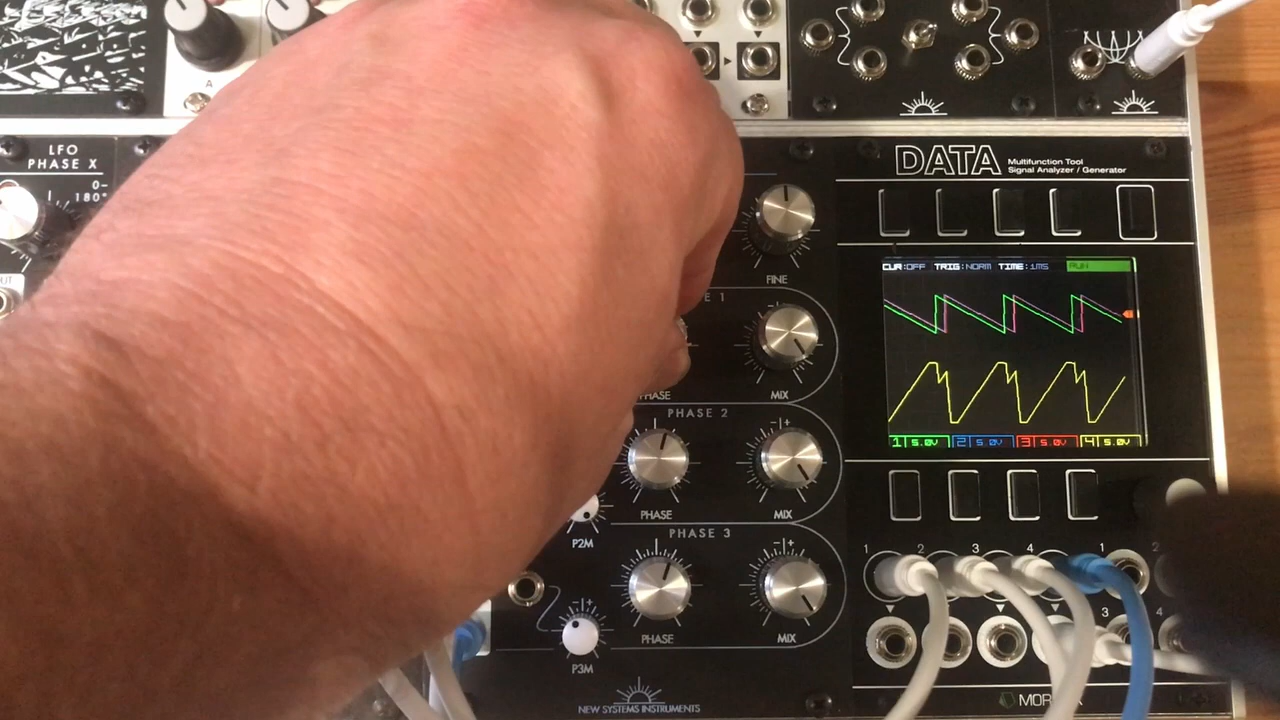 A
LFO
PHASE X
0-
180°
DATA
Multifunction Tool
Signal Analyzer / Generator
FINE
CUR:OFF TRIG:NORM TIME:1MS RUN
E 1
MIX
PHASE 2
PHASE
MIX
P2M
PHASE 3
PHASE
MIX
P3M
1 5.0V 2 5.0V 3 5.0V 4 5.0V
1 2 3 4 1 2
3 4
NEW SYSTEMS INSTRUMENTS